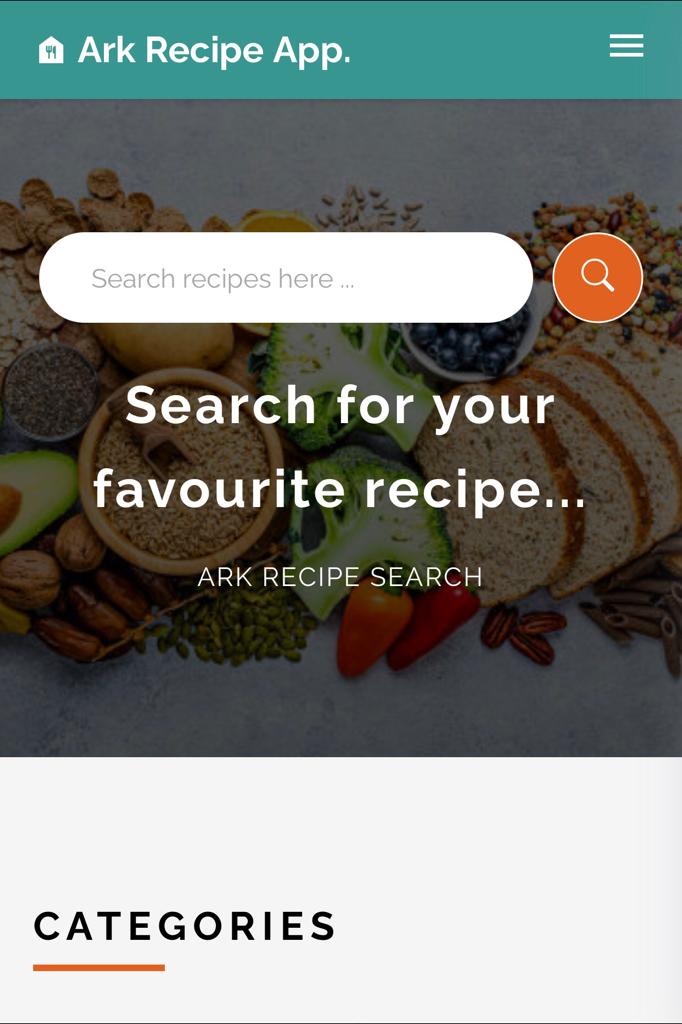 Ark Recipe App.
Search recipes here ...
Search for your
favourite recipe...
ARK RECIPE SEARCH
CATEGORIES